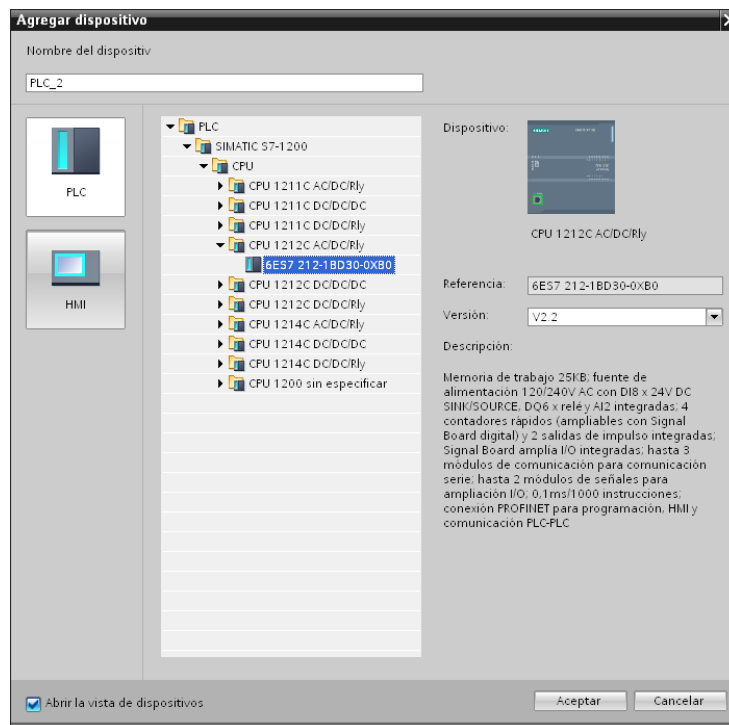 Agregar dispositivo
Nombre del dispositiv
PLC_2
PLC
HMI
PLC
SIMATIC S7-1200
CPU
CPU 1211C AC/DC/Rly
CPU 1211C DC/DC/DC
CPU 1211C DC/DC/Rly
CPU 1212C AC/DC/Rly
6ES7 212-1BD30-0XB0
CPU 1212C DC/DC/DC
CPU 1212C DC/DC/Rly
CPU 1214C AC/DC/Rly
CPU 1214C DC/DC/DC
CPU 1214C DC/DC/Rly
CPU 1200 sin especificar
Dispositivo:
CPU 1212C AC/DC/Rly
Referencia:
6ES7 212-1BD30-0XB0
Versión:
V2.2
Descripción:
Memoria de trabajo 25KB; fuente de
alimentación 120/240V AC con DI8 x 24V DC
SINK/SOURCE, DQ6 x relé y AI2 integradas; 4
contadores rápidos (ampliables con Signal
Board digital) y 2 salidas de impulso integradas;
Signal Board amplía I/O integradas; hasta 3
módulos de comunicación para comunicación
serie; hasta 2 módulos de señales para
ampliación I/O; 0,1ms/1000 instrucciones;
conexión PROFINET para programación, HMI y
comunicación PLC-PLC
Abrir la vista de dispositivos
Aceptar
Cancelar